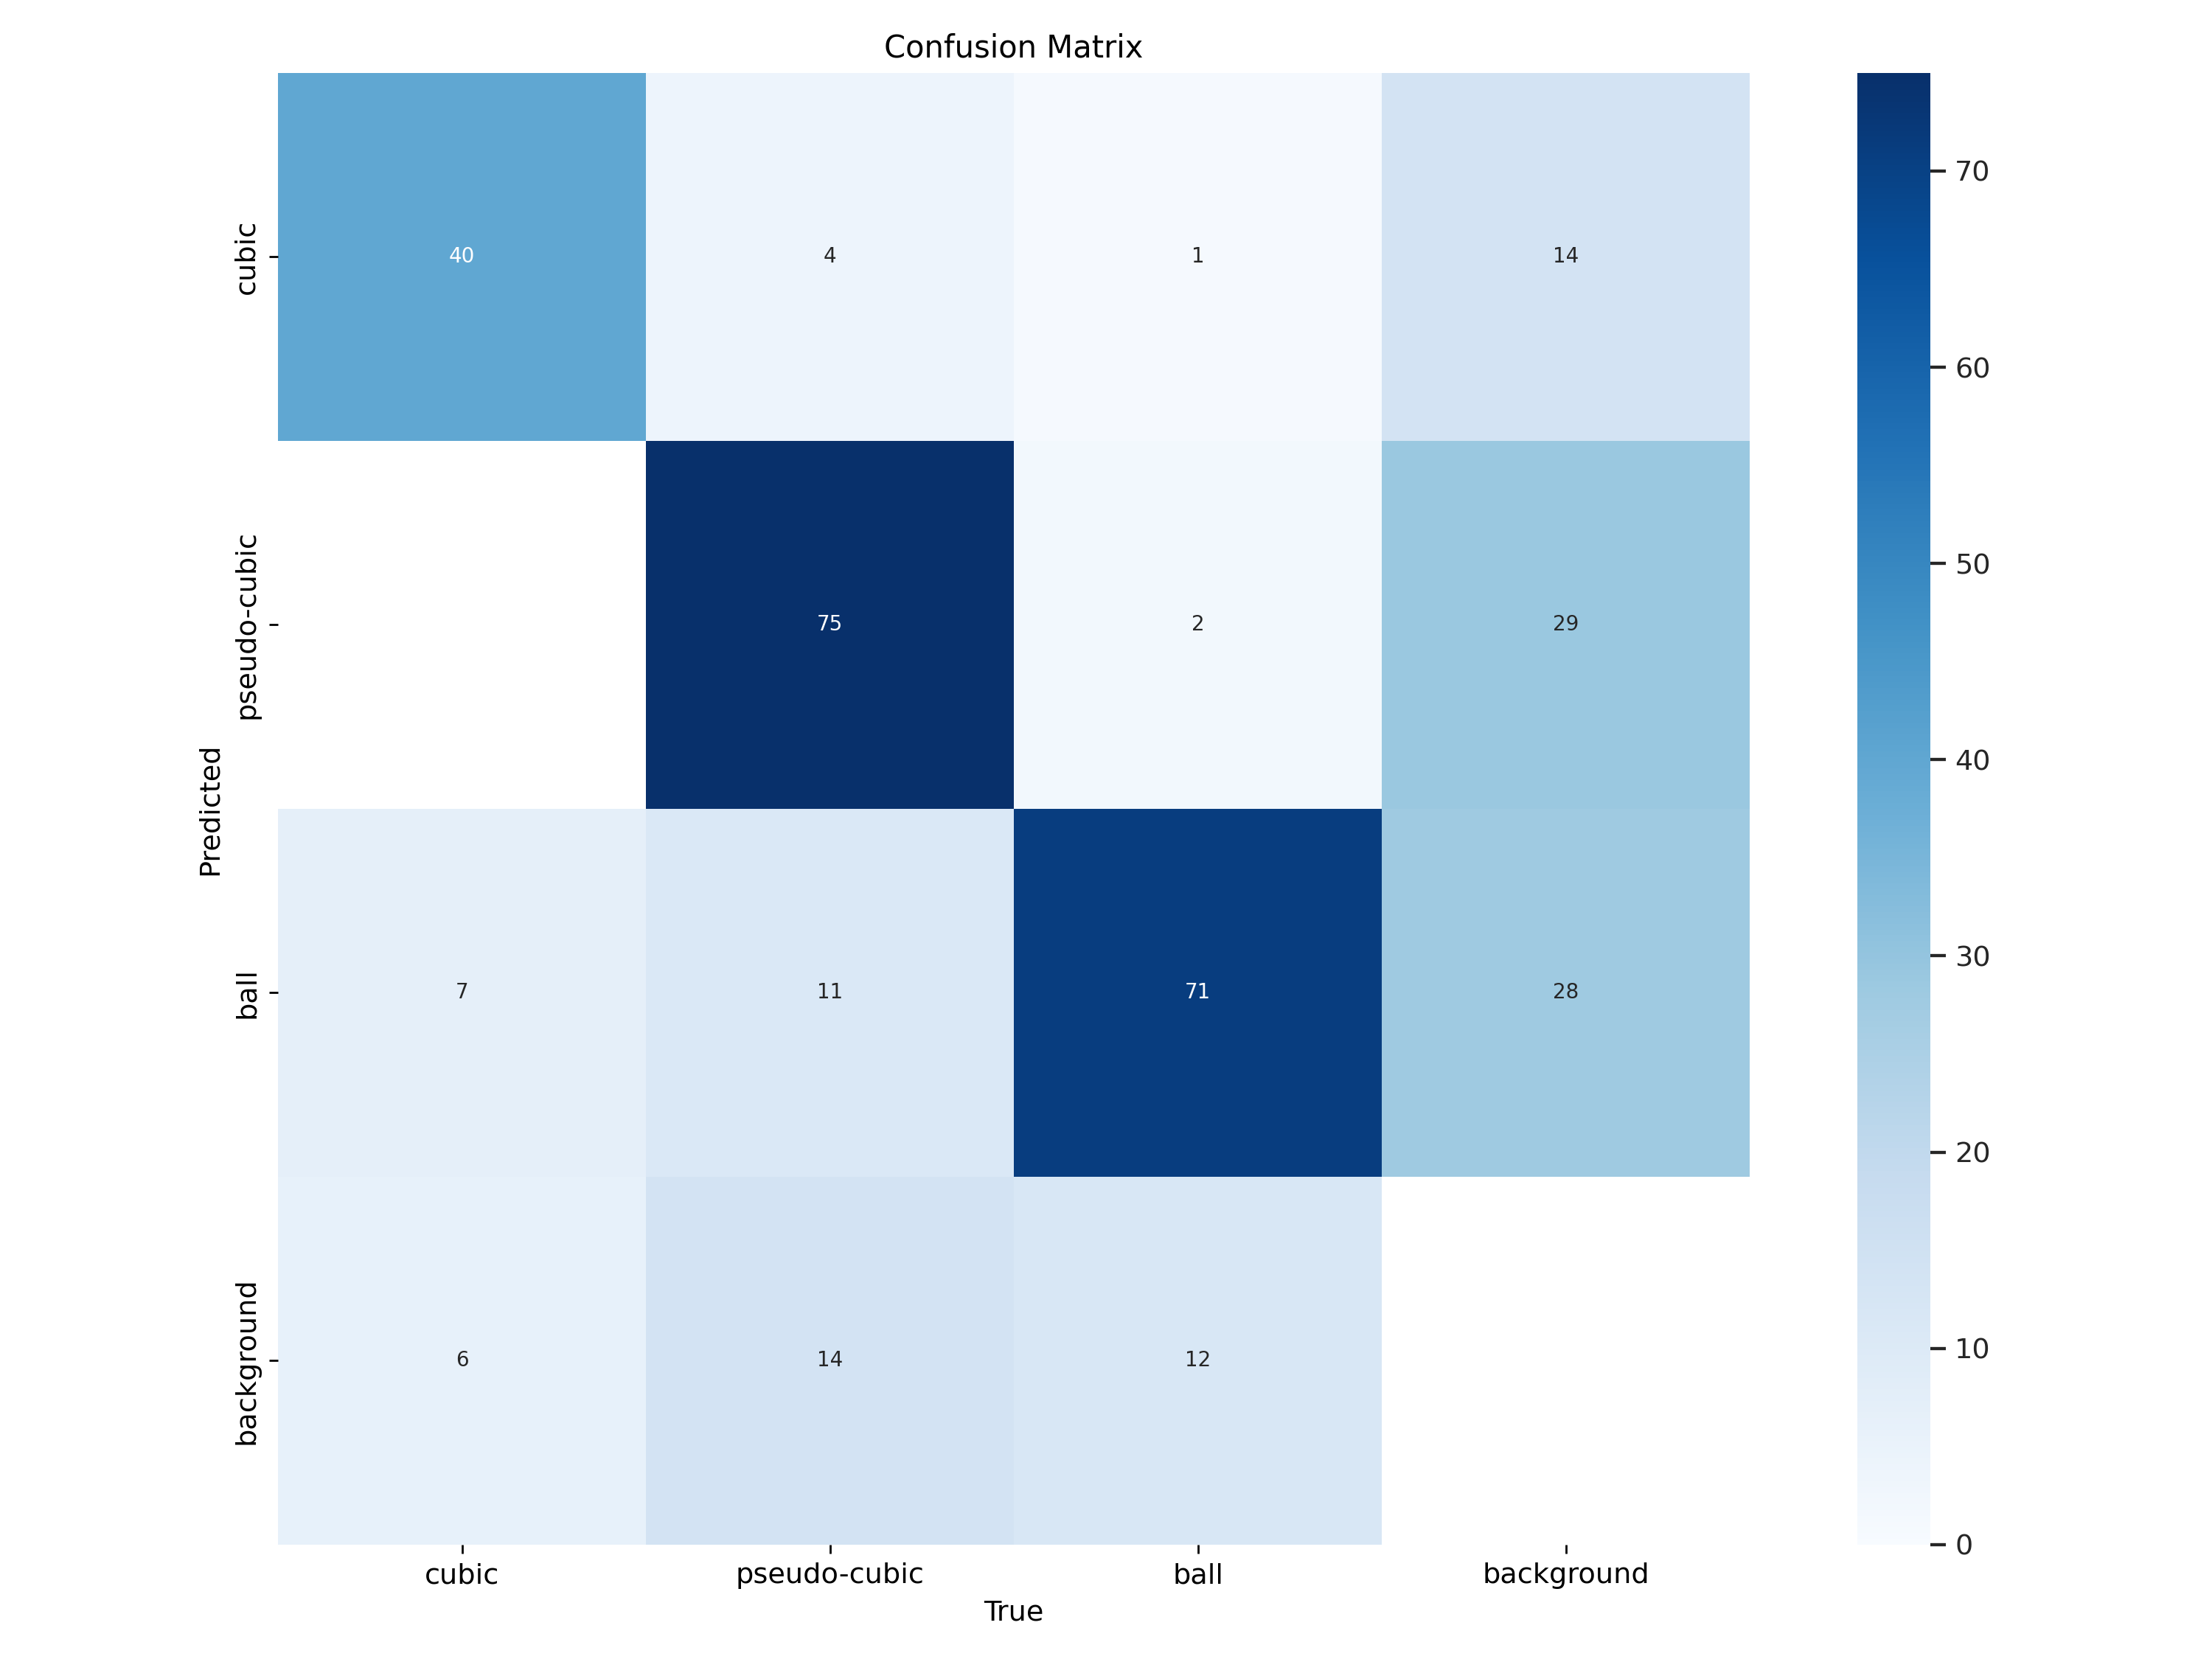 Confusion Matrix
Predicted
cubic
40 4 1 14
pseudo-cubic
75 2 29
ball
7 11 71 28
background
6 14 12
cubic pseudo-cubic ball background
True
70
60
50
40
30
20
10
0